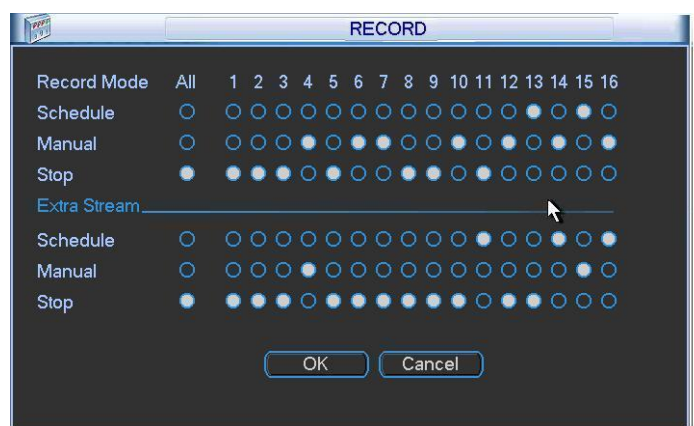 RECORD
Record Mode All 1 2 3 4 5 6 7 8 9 10 11 12 13 14 15 16
Schedule
Manual
Stop
Extra Stream
Schedule
Manual
Stop
OK Cancel